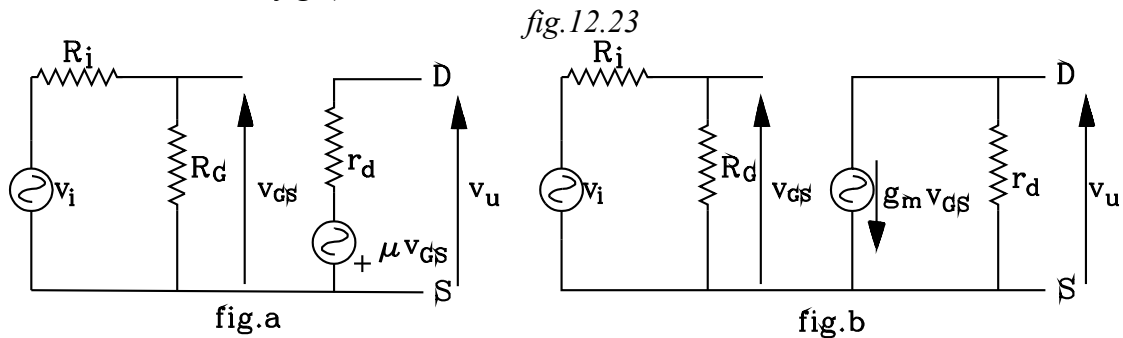 fig.12.23
Ri Ri
D D
RG rd RG rd
vi vGS vu vi vGS gm vGS vu
+ μ vGS
S S
fig.a fig.b